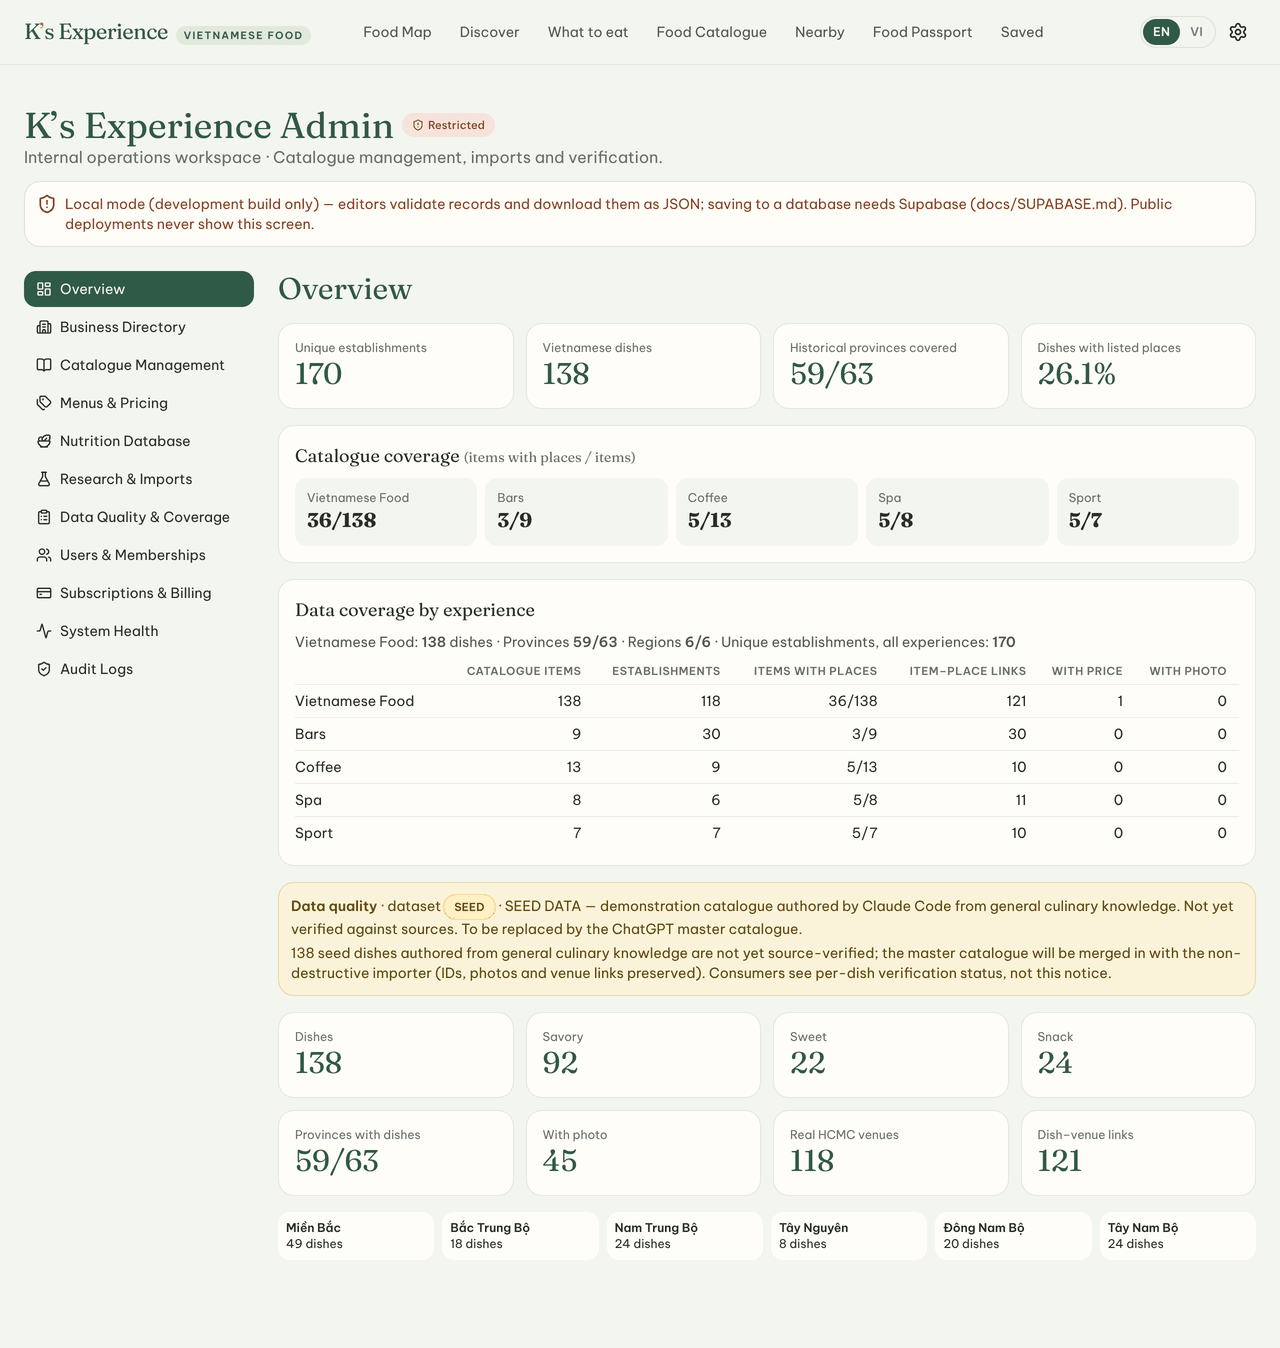 K's Experience VIETNAMESE FOOD Food Map Discover What to eat Food Catalogue Nearby Food Passport Saved EN VI
K's Experience Admin Restricted
Internal operations workspace · Catalogue management, imports and verification.
Local mode (development build only) — editors validate records and download them as JSON; saving to a database needs Supabase (docs/SUPABASE.md). Public
deployments never show this screen.
Overview
Business Directory
Catalogue Management
Menus & Pricing
Nutrition Database
Research & Imports
Data Quality & Coverage
Users & Memberships
Subscriptions & Billing
System Health
Audit Logs
Overview
Unique establishments
170
Vietnamese dishes
138
Historical provinces covered
59/63
Dishes with listed places
26.1%
Catalogue coverage (items with places / items)
Vietnamese Food
36/138
Bars
3/9
Coffee
5/13
Spa
5/8
Sport
5/7
Data coverage by experience
Vietnamese Food: 138 dishes · Provinces 59/63 · Regions 6/6 · Unique establishments, all experiences: 170
CATALOGUE ITEMS ESTABLISHMENTS ITEMS WITH PLACES ITEM–PLACE LINKS WITH PRICE WITH PHOTO
Vietnamese Food 138 118 36/138 121 1 0
Bars 9 30 3/9 30 0 0
Coffee 13 9 5/13 10 0 0
Spa 8 6 5/8 11 0 0
Sport 7 7 5/7 10 0 0
Data quality · dataset SEED · SEED DATA — demonstration catalogue authored by Claude Code from general culinary knowledge. Not yet
verified against sources. To be replaced by the ChatGPT master catalogue.
138 seed dishes authored from general culinary knowledge are not yet source-verified; the master catalogue will be merged in with the non-
destructive importer (IDs, photos and venue links preserved). Consumers see per-dish verification status, not this notice.
Dishes
138
Savory
92
Sweet
22
Snack
24
Provinces with dishes
59/63
With photo
45
Real HCMC venues
118
Dish–venue links
121
Miền Bắc
49 dishes
Bắc Trung Bộ
18 dishes
Nam Trung Bộ
24 dishes
Tây Nguyên
8 dishes
Đông Nam Bộ
20 dishes
Tây Nam Bộ
24 dishes